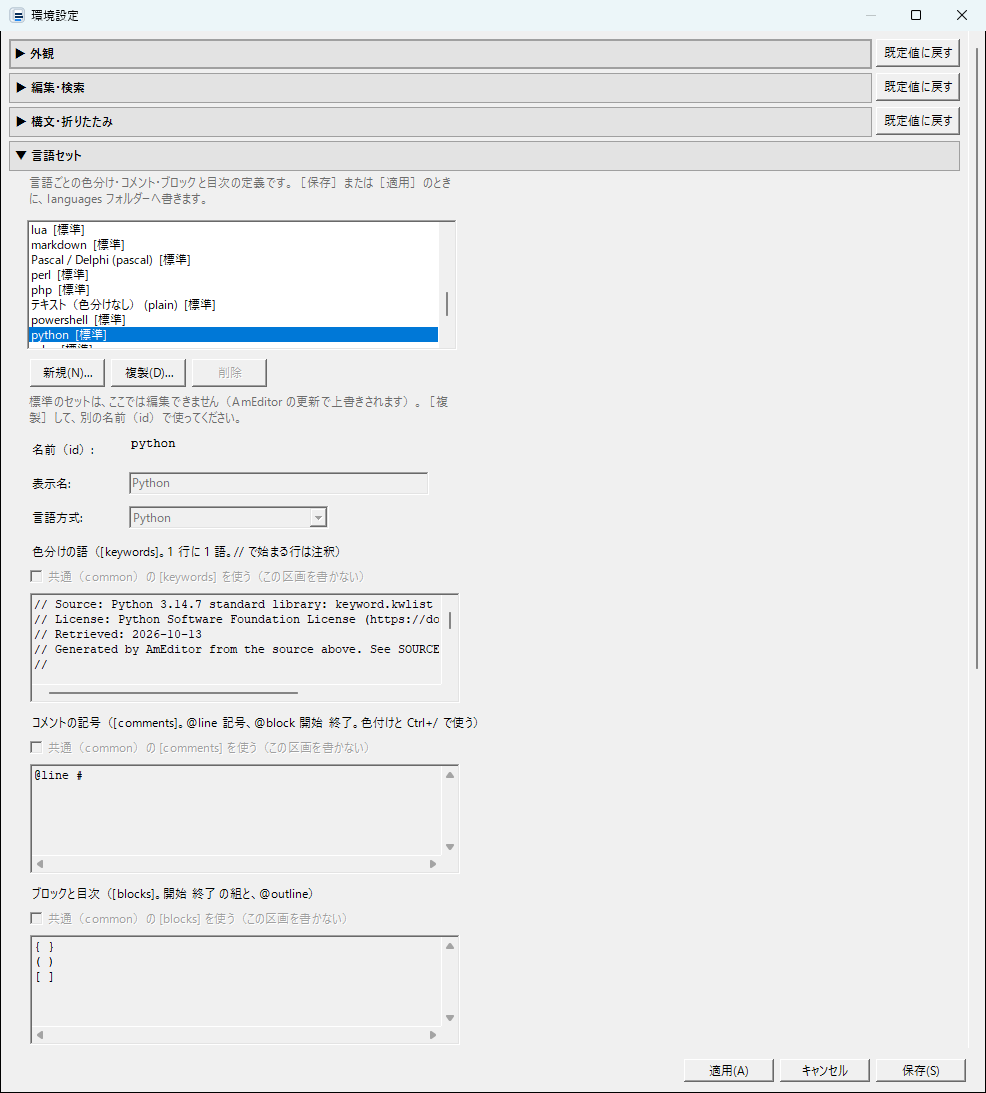 環境設定
▶ 外観
既定値に戻す
▶ 編集・検索
既定値に戻す
▶ 構文・折りたたみ
既定値に戻す
▼ 言語セット
言語ごとの色分け・コメント・ブロックと目次の定義です。［保存］または［適用］のとき
に、languages フォルダーへ書きます。
lua [標準]
markdown [標準]
Pascal / Delphi (pascal) [標準]
perl [標準]
php [標準]
テキスト（色分けなし） (plain) [標準]
powershell [標準]
python [標準]
新規(N)... 複製(D)... 削除
標準のセットは、ここでは編集できません（AmEditor の更新で上書きされます）。［複
製］して、別の名前（id）で使ってください。
名前（id）: python
表示名: Python
言語方式: Python
色分けの語（[keywords]。1 行に 1 語。// で始まる行は注釈）
共通（common）の [keywords] を使う（この区画を書かない）
// Source: Python 3.14.7 standard library: keyword.kwlist
// License: Python Software Foundation License (https://do
// Retrieved: 2026-10-13
// Generated by AmEditor from the source above. See SOURCE
//
コメントの記号（[comments]。@line 記号、@block 開始 終了。色付けと Ctrl+/ で使う）
共通（common）の [comments] を使う（この区画を書かない）
@line #
ブロックと目次（[blocks]。開始 終了 の組と、@outline）
共通（common）の [blocks] を使う（この区画を書かない）
{ }
( )
[ ]
適用(A) キャンセル 保存(S)